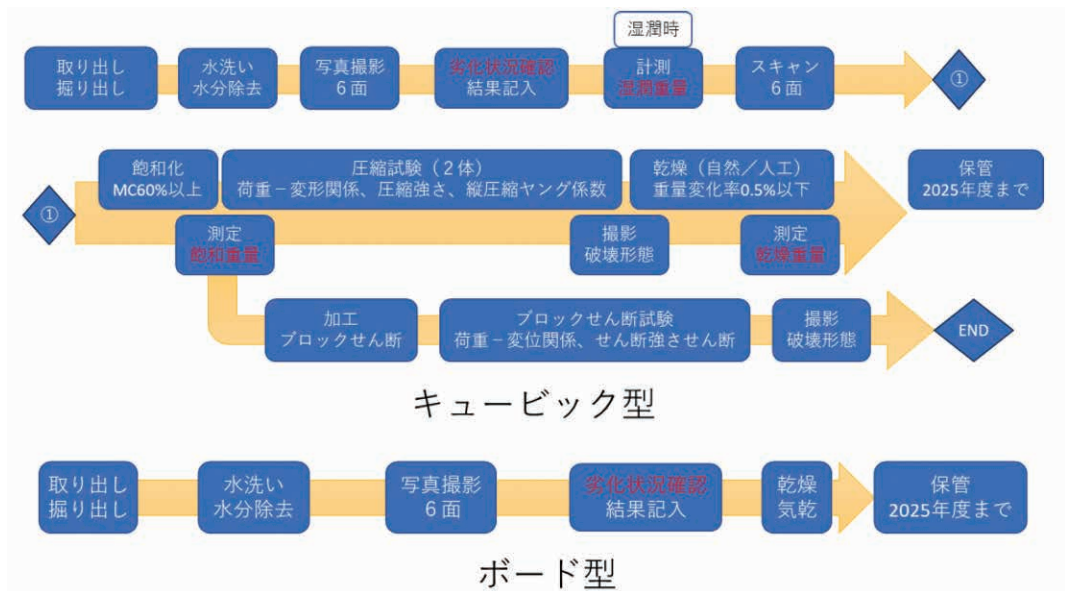 湿潤時
取り出し
掘り出し
水洗い
水分除去
写真撮影
6面
劣化状況確認
結果記入
計測
湿潤重量
スキャン
6面
①
①
飽和化
MC60%以上
圧縮試験（２体）
荷重－変形関係、圧縮強さ、縦圧縮ヤング係数
乾燥（自然／人工）
重量変化率0.5%以下
保管
2025年度まで
測定
飽和重量
撮影
破壊形態
測定
乾燥重量
加工
ブロックせん断
ブロックせん断試験
荷重－変位関係、せん断強させん断
撮影
破壊形態
END
キュービック型
取り出し
掘り出し
水洗い
水分除去
写真撮影
6面
劣化状況確認
結果記入
乾燥
気乾
保管
2025年度まで
ボード型